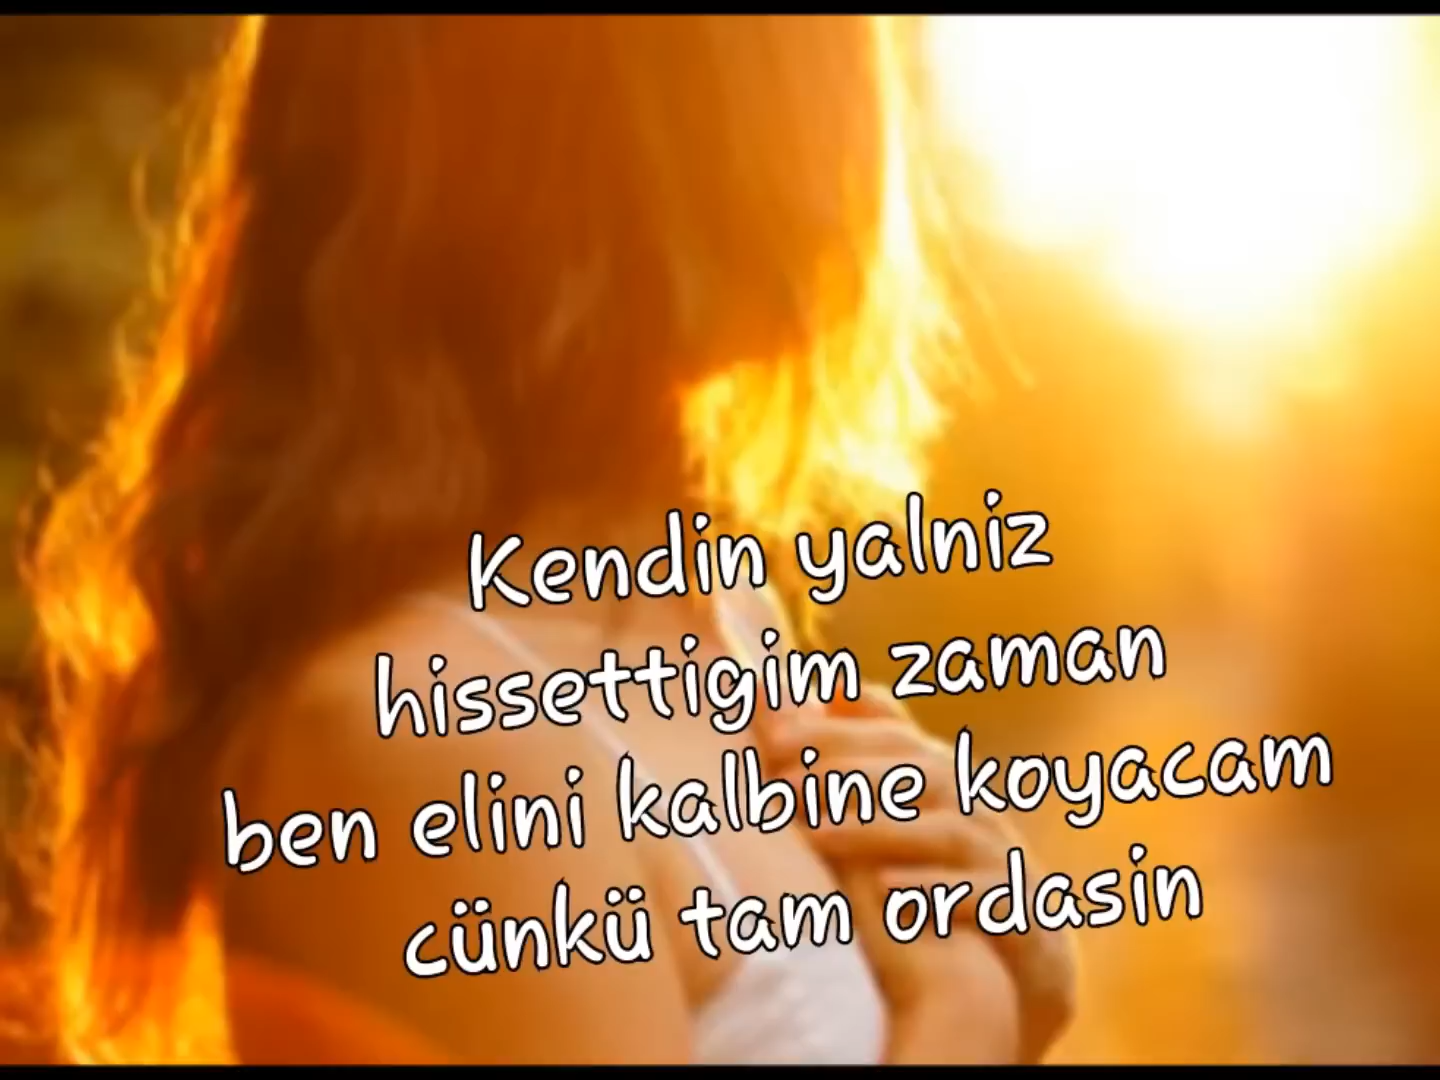 Kendin yalniz
hissettigim zaman
ben elini kalbine koyacam
cünkü tam ordasin